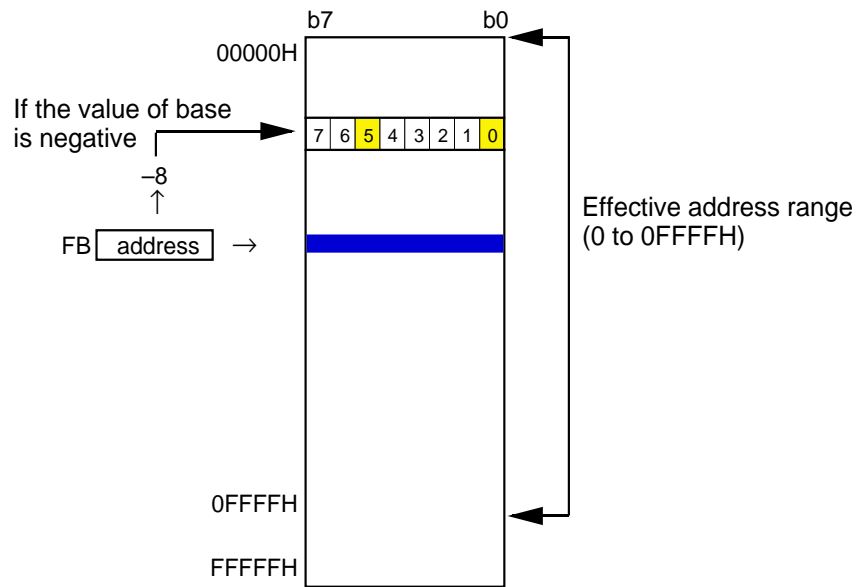 b7 b0
00000H
If the value of base
is negative
7 6 5 4 3 2 1 0
–8
↑
FB address →
Effective address range
(0 to 0FFFFH)
0FFFFH
FFFFFH